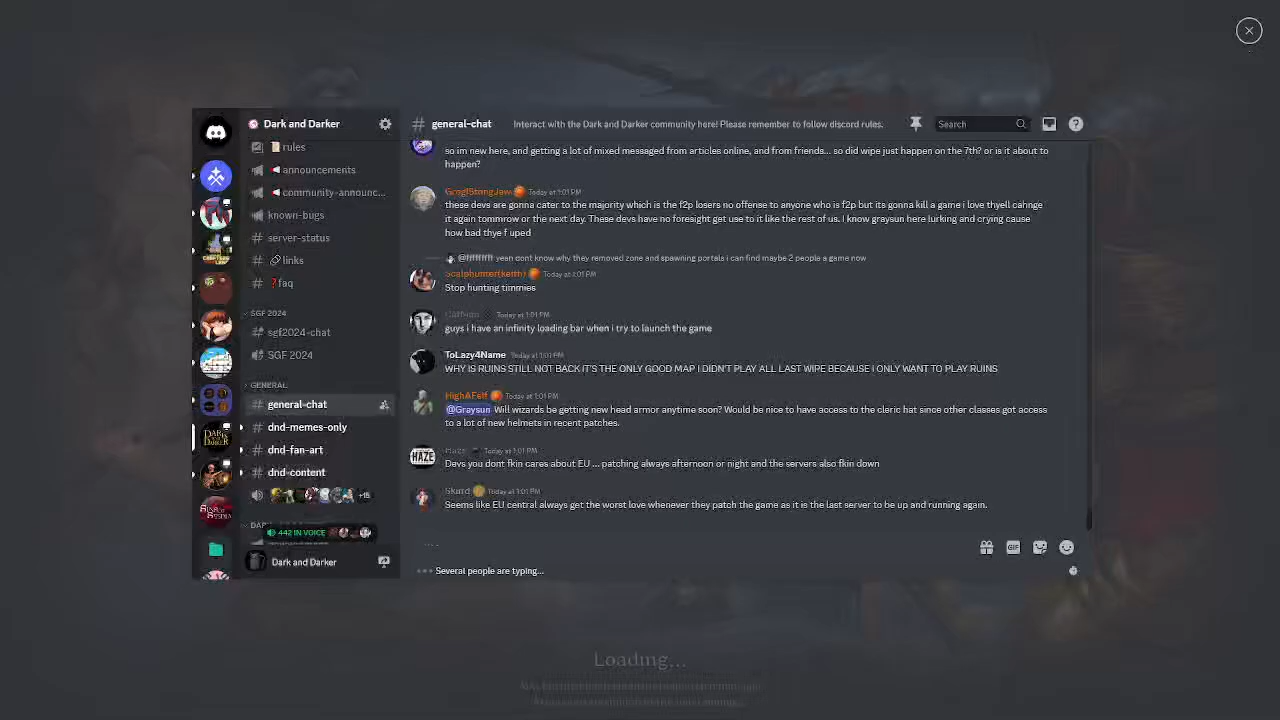 Dark and Darker
rules
announcements
community-announc...
known-bugs
server-status
links
faq
SGF 2024
sgf2024-chat
SGF 2024
GENERAL
general-chat
dnd-memes-only
dnd-fan-art
dnd-content
+15
442 IN VOICE
Dark and Darker
# general-chat Interact with the Dark and Darker community here! Please remember to follow discord rules.
Search
so im new here, and getting a lot of mixed messaged from articles online, and from friends... so did wipe just happen on the 7th? or is it about to
happen?
Today at 1:01 PM
these devs are gonna cater to the majority which is the f2p losers no offense to anyone who is f2p but its gonna kill a game i love thyell cahnge
it again tomrrow or the next day. These devs have no foresight get use to it like the rest of us. I know graysun here lurking and crying cause
how bad thye f uped
yeah dont know why they removed zone and spawning portals i can find maybe 2 people a game now
Today at 1:01 PM
Stop hunting timmies
Today at 1:01 PM
guys i have an infinity loading bar when i try to launch the game
ToLazy4Name Today at 1:01 PM
WHY IS RUINS STILL NOT BACK IT'S THE ONLY GOOD MAP I DIDN'T PLAY ALL LAST WIPE BECAUSE I ONLY WANT TO PLAY RUINS
HighAFelf Today at 1:01 PM
@Graysun Will wizards be getting new head armor anytime soon? Would be nice to have access to the cleric hat since other classes got access
to a lot of new helmets in recent patches.
HAZE
Today at 1:01 PM
Devs you dont fkin cares about EU ... patching always afternoon or night and the servers also fkin down
Today at 1:01 PM
Seems like EU central always get the worst love whenever they patch the game as it is the last server to be up and running again.
GIF
Several people are typing...
Loading...